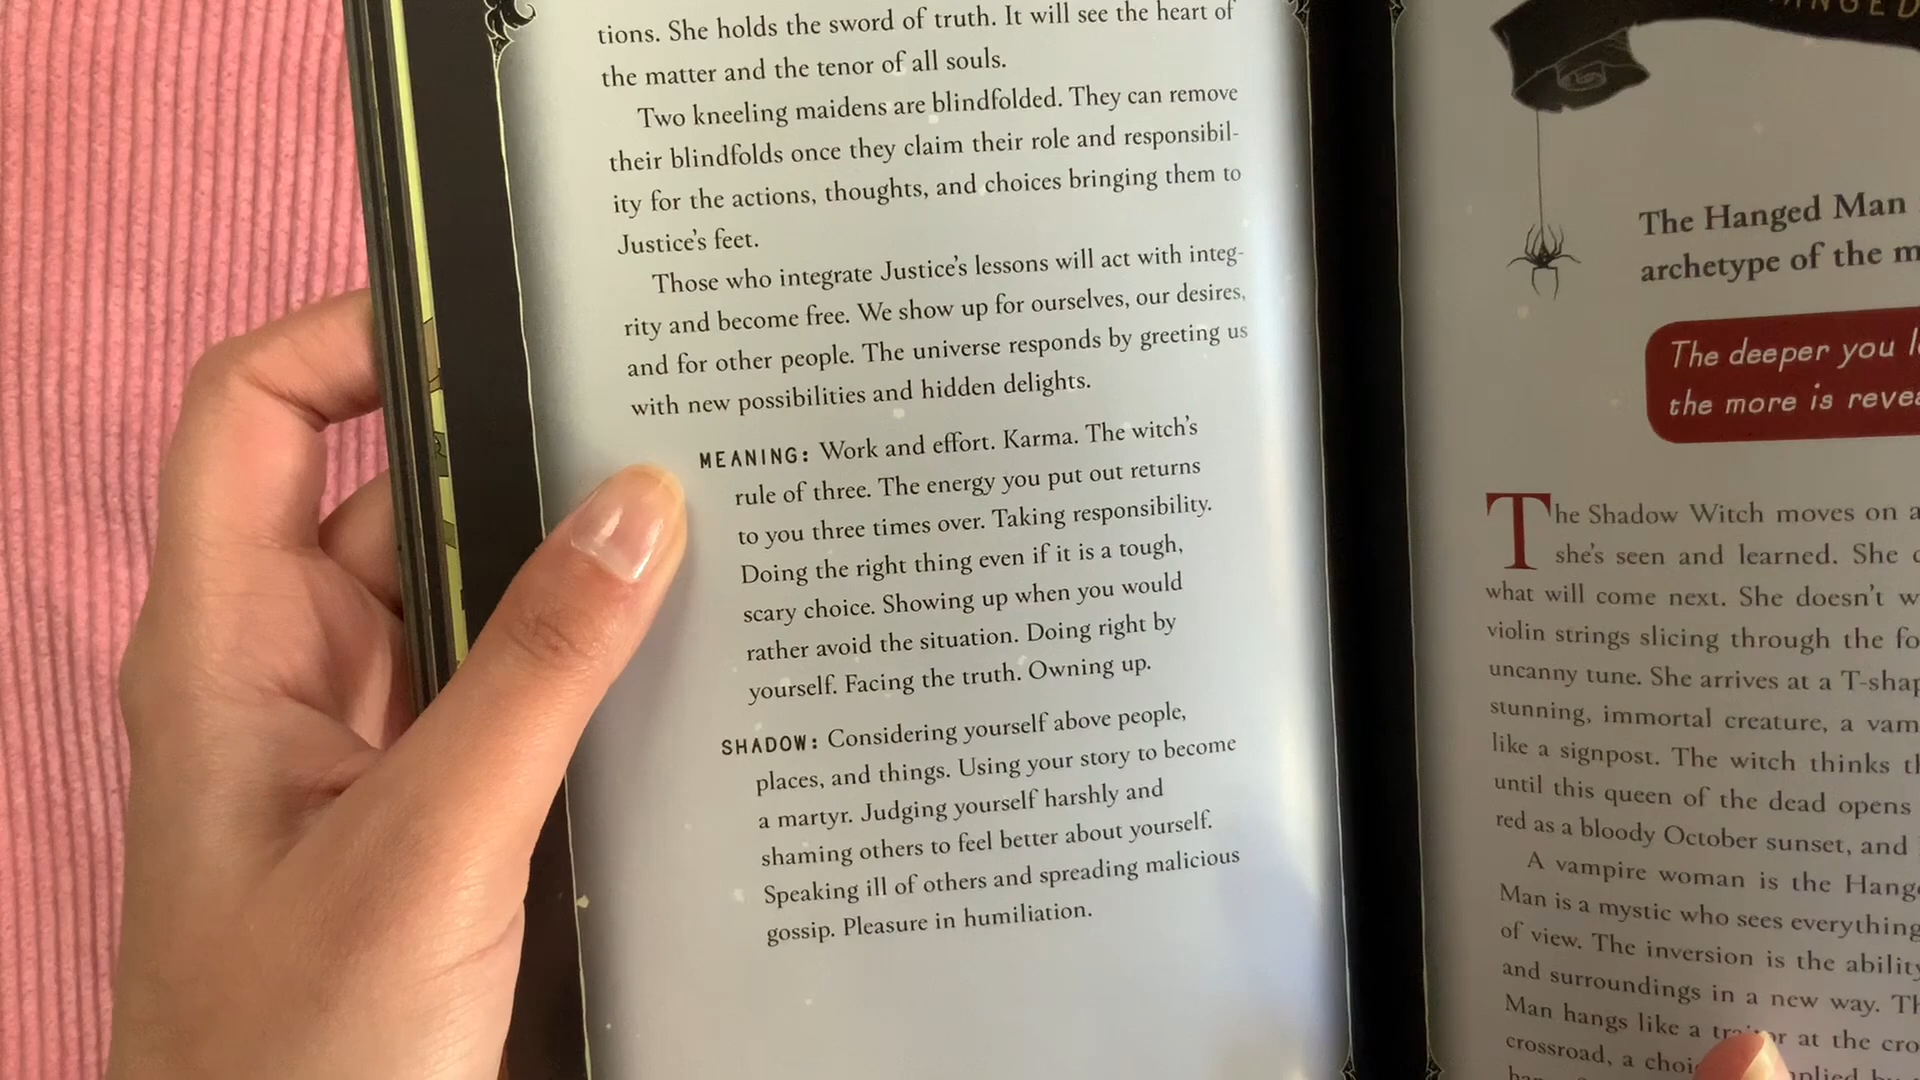 tions. She holds the sword of truth. It will see the heart of
the matter and the tenor of all souls.
Two kneeling maidens are blindfolded. They can remove
their blindfolds once they claim their role and responsibil-
ity for the actions, thoughts, and choices bringing them to
Justice's feet.
Those who integrate Justice's lessons will act with integ-
rity and become free. We show up for ourselves, our desires,
and for other people. The universe responds by greeting us
with new possibilities and hidden delights.
MEANING: Work and effort. Karma. The witch's
rule of three. The energy you put out returns
to you three times over. Taking responsibility.
Doing the right thing even if it is a tough,
scary choice. Showing up when you would
rather avoid the situation. Doing right by
yourself. Facing the truth. Owning up.
SHADOW: Considering yourself above people,
places, and things. Using your story to become
a martyr. Judging yourself harshly and
shaming others to feel better about yourself.
Speaking ill of others and spreading malicious
gossip. Pleasure in humiliation.
The Hanged Man
archetype of the
The deeper you
the more is
The Shadow Witch moves on
she's seen and learned. She
what will come next. She doesn't
violin strings slicing through the
uncanny tune. She arrives at a
stunning, immortal creature, a
like a signpost. The witch thinks
until this queen of the dead opens
red as a bloody October sunset, and
A vampire woman is the
Man is a mystic who sees everything
of view. The inversion is the
and surroundings in a new way.
Man hangs like a at the
crossroad, a